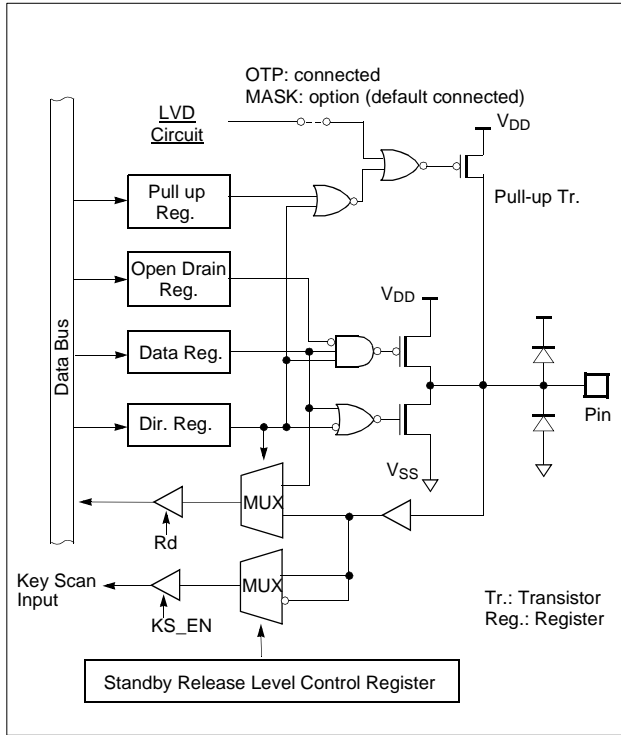 OTP: connected
MASK: option (default connected)
LVD
Circuit
VDD
Pull up
Reg.
Pull-up Tr.
Open Drain
Reg.
VDD
Data Bus
Data Reg.
Dir. Reg.
Pin
VSS
MUX
Rd
Key Scan
Input
MUX
KS_EN
Tr.: Transistor
Reg.: Register
Standby Release Level Control Register